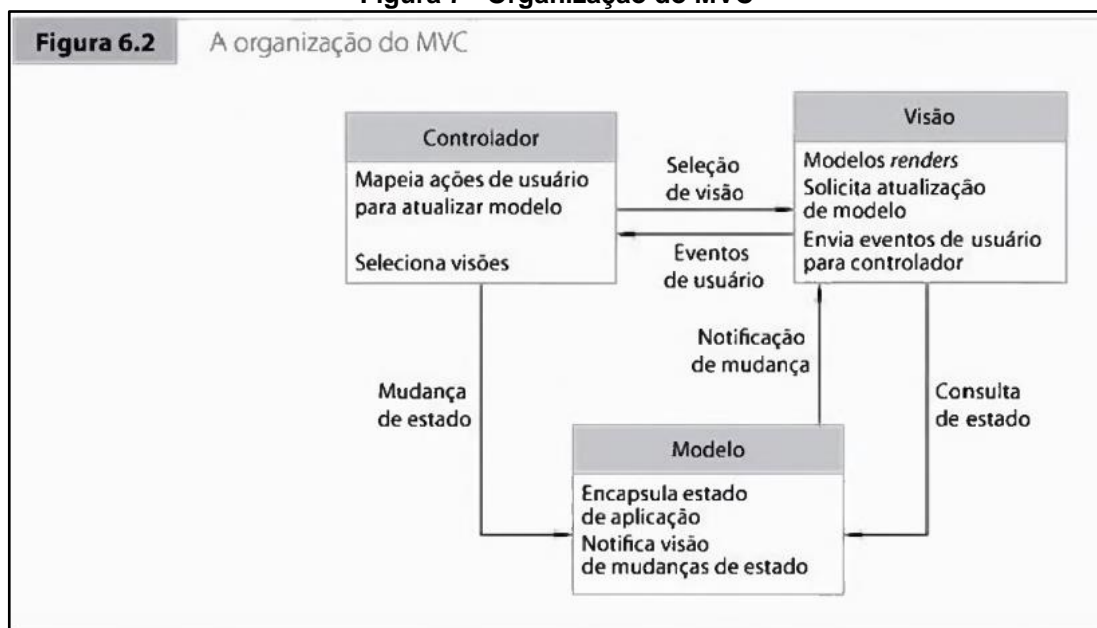 Figura 7 - Organização do MVC
Figura 6.2
A organização do MVC
Controlador
Mapeia ações de usuário
para atualizar modelo
Seleciona visões
Seleção
de visão
Eventos
de usuário
Visão
Modelos renders
Solicita atualização
de modelo
Envia eventos de usuário
para controlador
Mudança
de estado
Notificação
de mudança
Consulta
de estado
Modelo
Encapsula estado
de aplicação
Notifica visão
de mudanças de estado